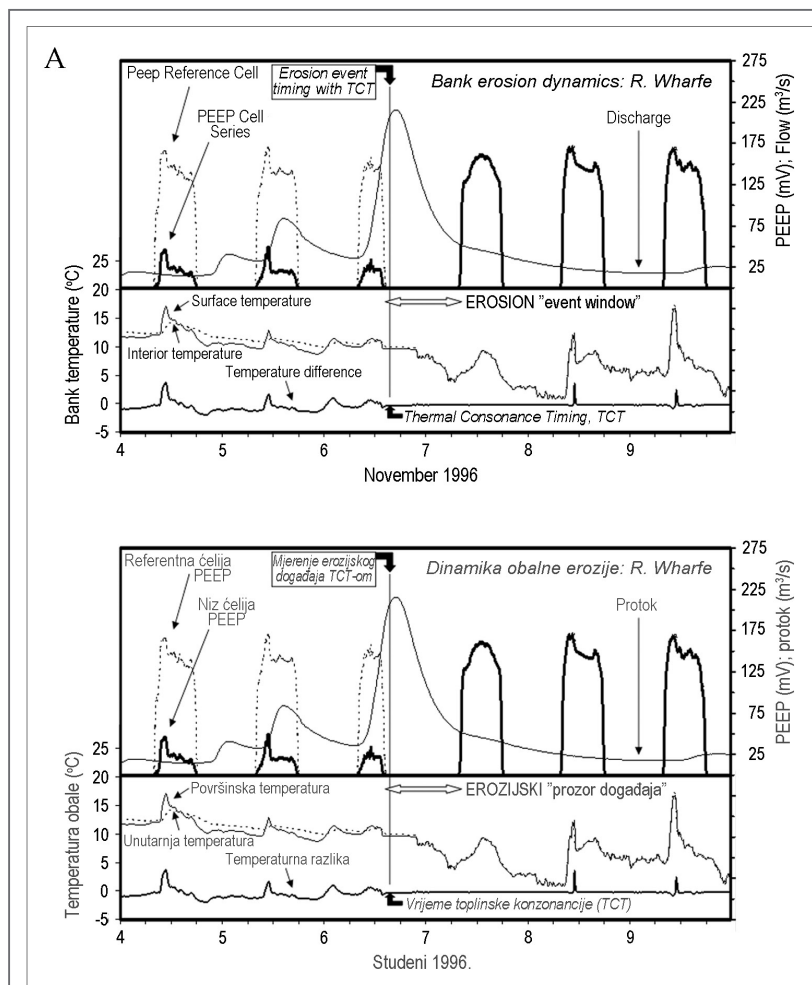 A
Erosion event
timing with TCT
Bank erosion dynamics: R. Wharfe
Peep Reference Cell
PEEP Cell
Series
Discharge
275
225
175
125
75
25
PEEP (mV); Flow (m³/s)
25
20
15
10
5
0
-5
Bank temperature (ºC)
EROSION "event window"
Surface temperature
Interior temperature
Temperature difference
Thermal Consonance Timing, TCT
4 5 6 7 8 9
November 1996
Mjerenje erozijskog
događaja TCT-om
Dinamika obalne erozije: R. Wharfe
Referentna ćelija
PEEP
Niz ćelija
PEEP
Protok
275
225
175
125
75
25
PEEP (mV); protok (m³/s)
25
20
15
10
5
0
-5
Temperatura obale (ºC)
EROZIJSKI "prozor događaja"
Površinska temperatura
Unutarnja temperatura
Temperaturna razlika
Vrijeme toplinske konzonancije (TCT)
4 5 6 7 8 9
Studeni 1996.